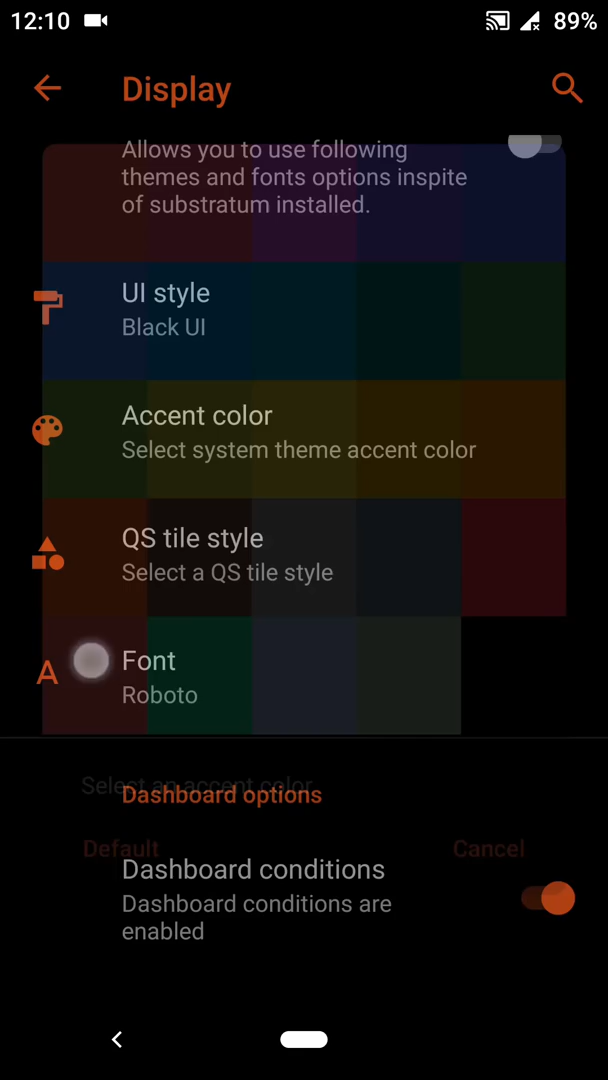 12:10 89%
Display
Allows you to use following
themes and fonts options inspite
of substratum installed.
UI style
Black UI
Accent color
Select system theme accent color
QS tile style
Select a QS tile style
A Font
Roboto
Select an accent color
Dashboard options
Default Cancel
Dashboard conditions
Dashboard conditions are
enabled